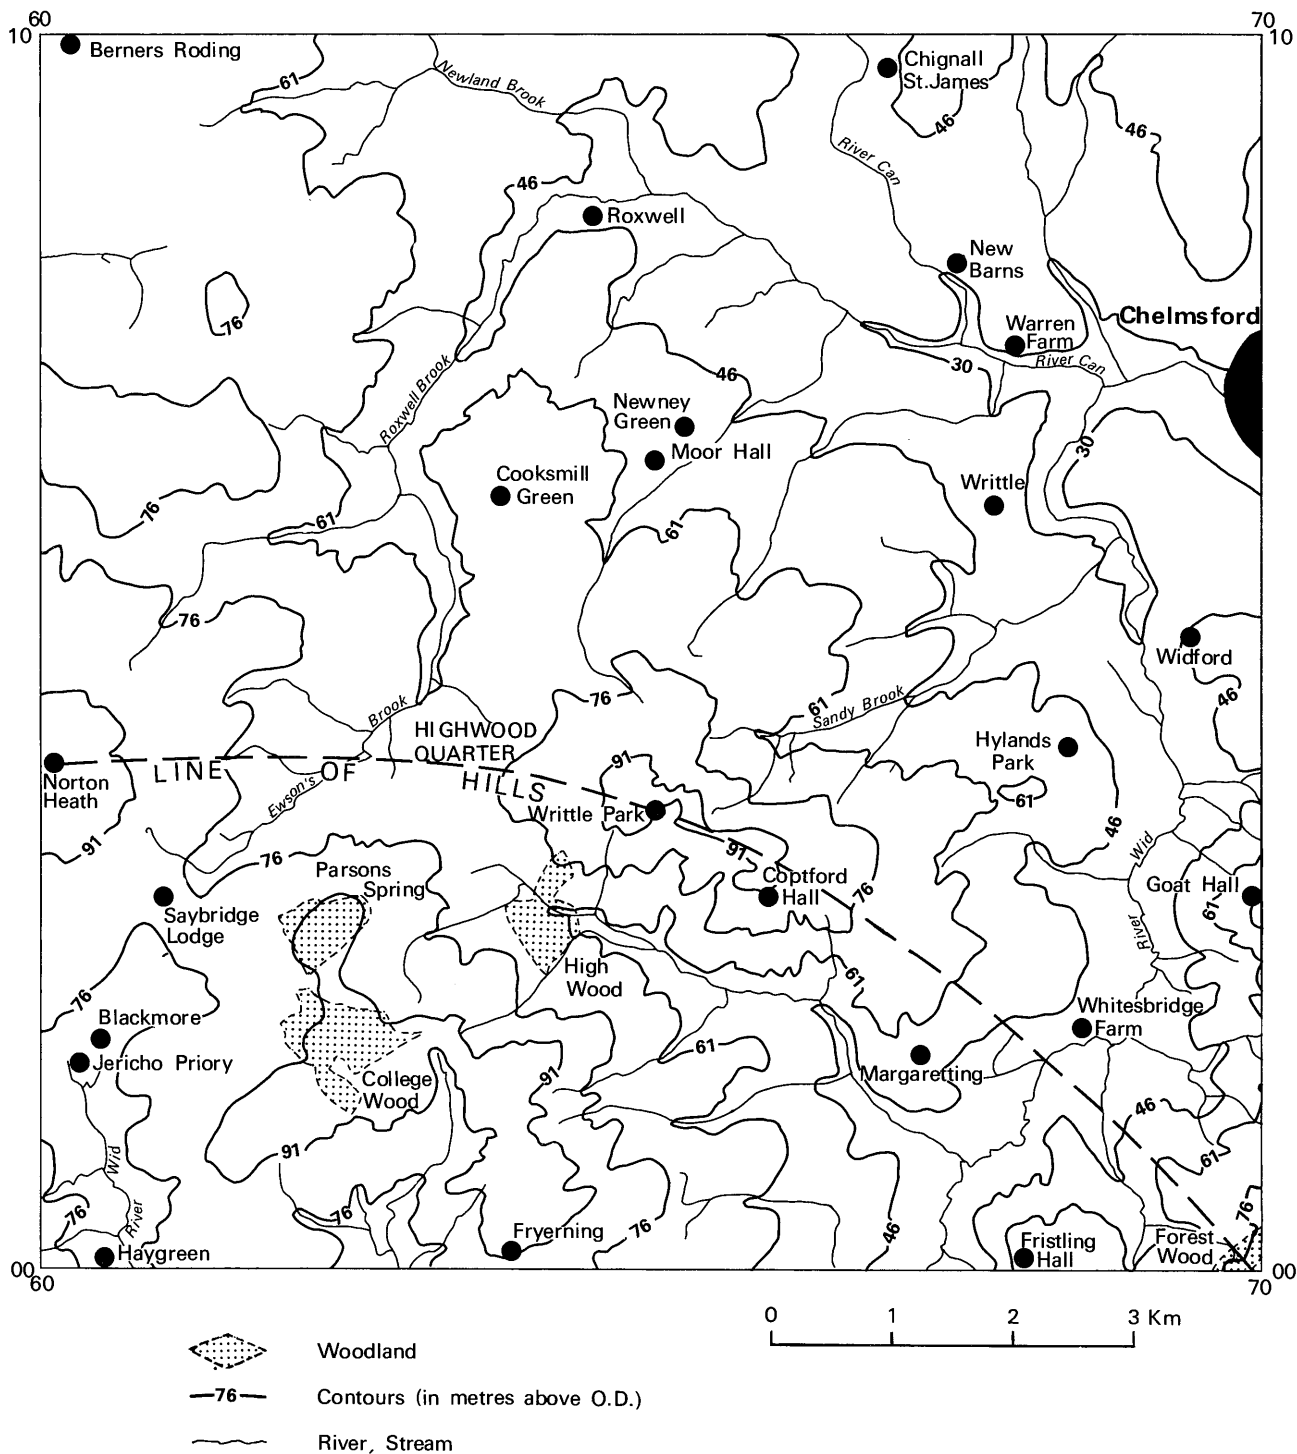 60
70
10
10
Berners Roding
61
Newland Brook
Chignall
St.James
46
46
River Can
46
Roxwell
New
Barns
76
Chelmsford
Warren
Farm
River Can
30
Roxwell Brook
46
Newney
Green
Moor Hall
30
Cooksmill
Green
Writtle
76
61
61
76
Widford
46
76
61
Sandy Brook
Brook
HIGHWOOD
QUARTER
Hylands
Park
91
LINE OF HILLS
Norton
Heath
Ewson's
61
Writtle Park
46
Wid
91
91
76
Parsons
Spring
Coptford
Hall
76
Goat Hall
61
Saybridge
Lodge
River
High
Wood
61
76
Whitesbridge
Farm
Blackmore
Jericho Priory
61
Margaretting
91
College
Wood
46
91
Wid
61
76
River
76
76
46
76
Fryerning
Haygreen
Fristling
Hall
Forest
Wood
00
60
00
70
0 1 2 3 Km
Woodland
76
Contours (in metres above O.D.)
River, Stream